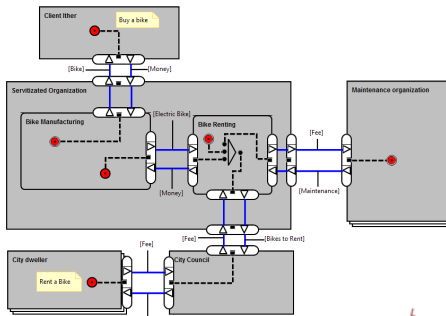 Client Ither
Buy a bike
[Bike]
[Money]
Servitizated Organization
Maintenance organization
[Electric Bike]
Bike Manufacturing
Bike Renting
[Fee]
[Money]
[Maintenance]
[Fee]
[Bikes to Rent]
[Fee]
City dweller
City Council
Rent a Bike